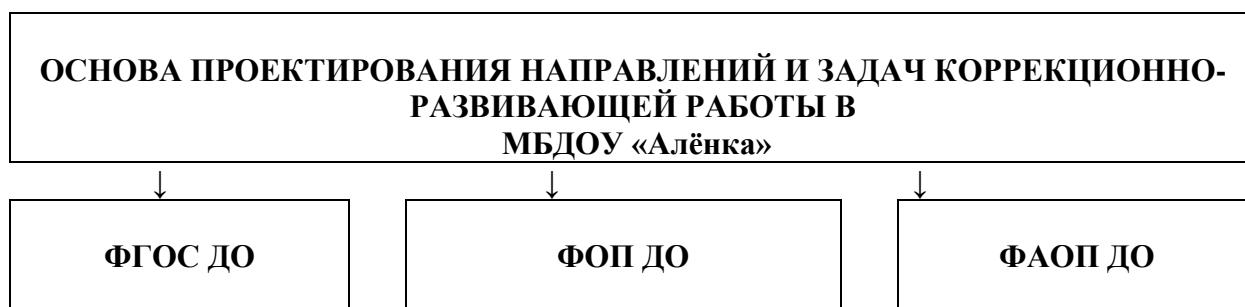 ОСНОВА ПРОЕКТИРОВАНИЯ НАПРАВЛЕНИЙ И ЗАДАЧ КОРРЕКЦИОННО-
РАЗВИВАЮЩЕЙ РАБОТЫ В
МБДОУ «Алёнка»
↓ ↓ ↓
ФГОС ДО ФОП ДО ФАОП ДО